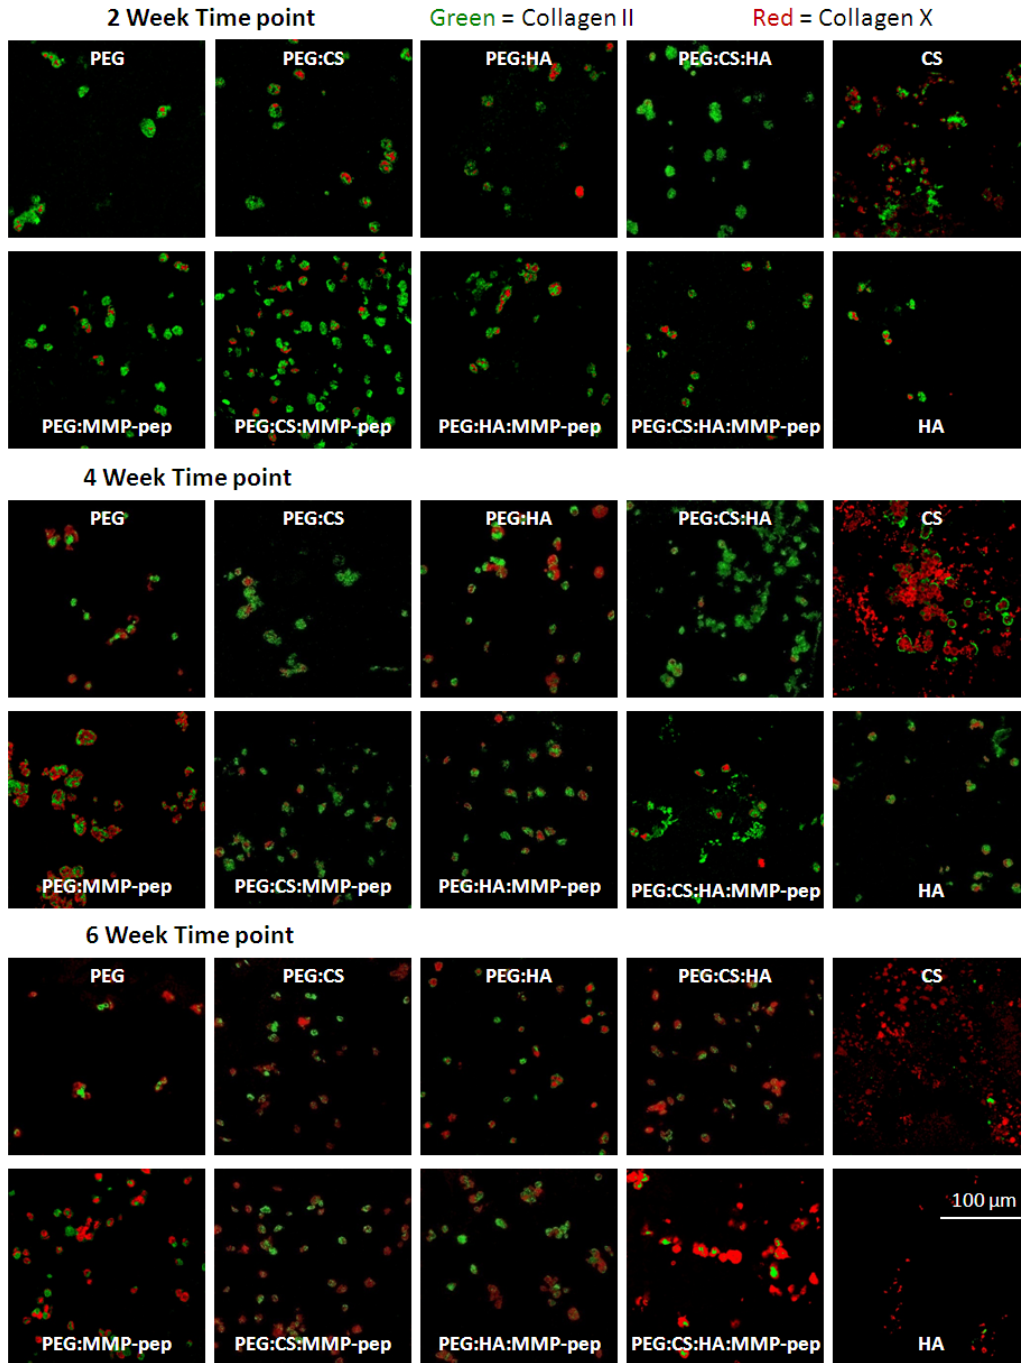 2 Week Time point Green = Collagen II Red = Collagen X
PEG PEG:CS PEG:HA PEG:CS:HA CS
PEG:MMP-pep PEG:CS:MMP-pep PEG:HA:MMP-pep PEG:CS:HA:MMP-pep HA
4 Week Time point
PEG PEG:CS PEG:HA PEG:CS:HA CS
PEG:MMP-pep PEG:CS:MMP-pep PEG:HA:MMP-pep PEG:CS:HA:MMP-pep HA
6 Week Time point
PEG PEG:CS PEG:HA PEG:CS:HA CS
100 µm
PEG:MMP-pep PEG:CS:MMP-pep PEG:HA:MMP-pep PEG:CS:HA:MMP-pep HA